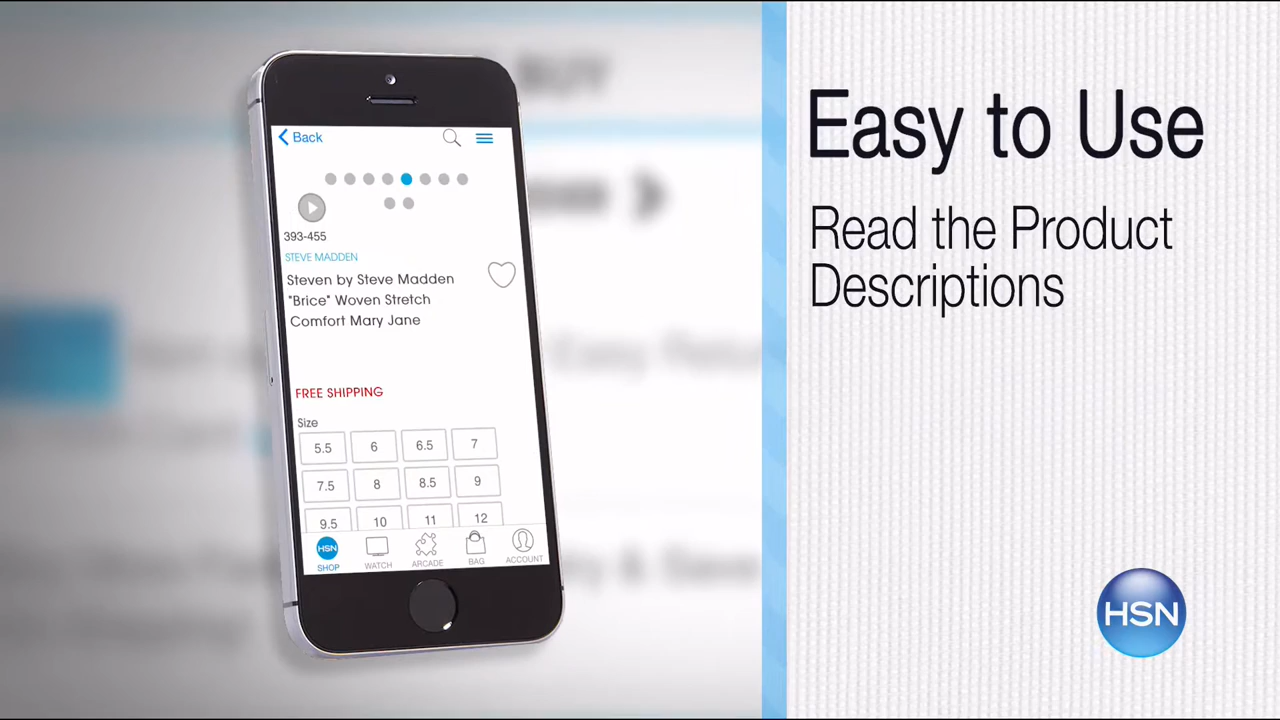 Back
393-455
STEVE MADDEN
Steven by Steve Madden
"Brice" Woven Stretch
Comfort Mary Jane
FREE SHIPPING
Size
5.5 6 6.5 7
7.5 8 8.5 9
9.5 10 11 12
HSN
SHOP WATCH ARCADE BAG ACCOUNT
BUY
Easy to Use
Read the Product
Descriptions
HSN